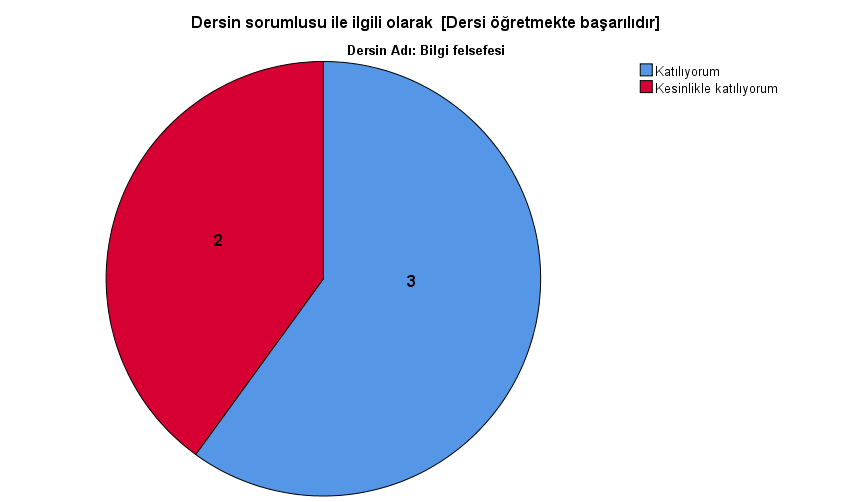 Dersin sorumlusu ile ilgili olarak  [Dersi öğretmekte başarılıdır]
Dersin Adı: Bilgi felsefesi
Katılıyorum
Kesinlikle katılıyorum
2
3